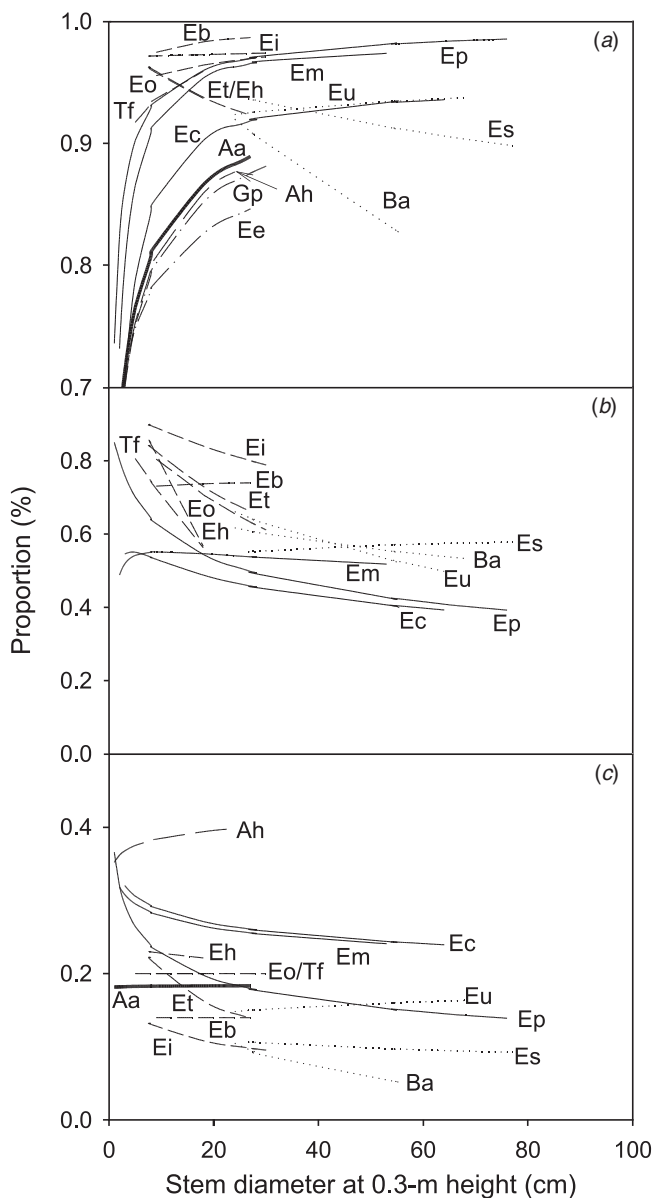 1.0
(a)
Eb
Ei
Ep
Eo
Em
Et/Eh
Eu
Tf
0.9
Ec
Es
Aa
Gp
Ah
Ba
Ee
0.8
0.7
(b)
Tf
Ei
0.8
Eb
Eo
Et
0.6
Eh
Es
Ba
Em
Eu
0.4
Ec
Ep
0.2
0.0
(c)
0.4
Ah
Ec
Eh
Em
0.2
Eo/Tf
Aa
Et
Eu
Eb
Ep
Ei
Es
Ba
0.0
0 20 40 60 80 100
Stem diameter at 0.3-m height (cm)
Proportion (%)